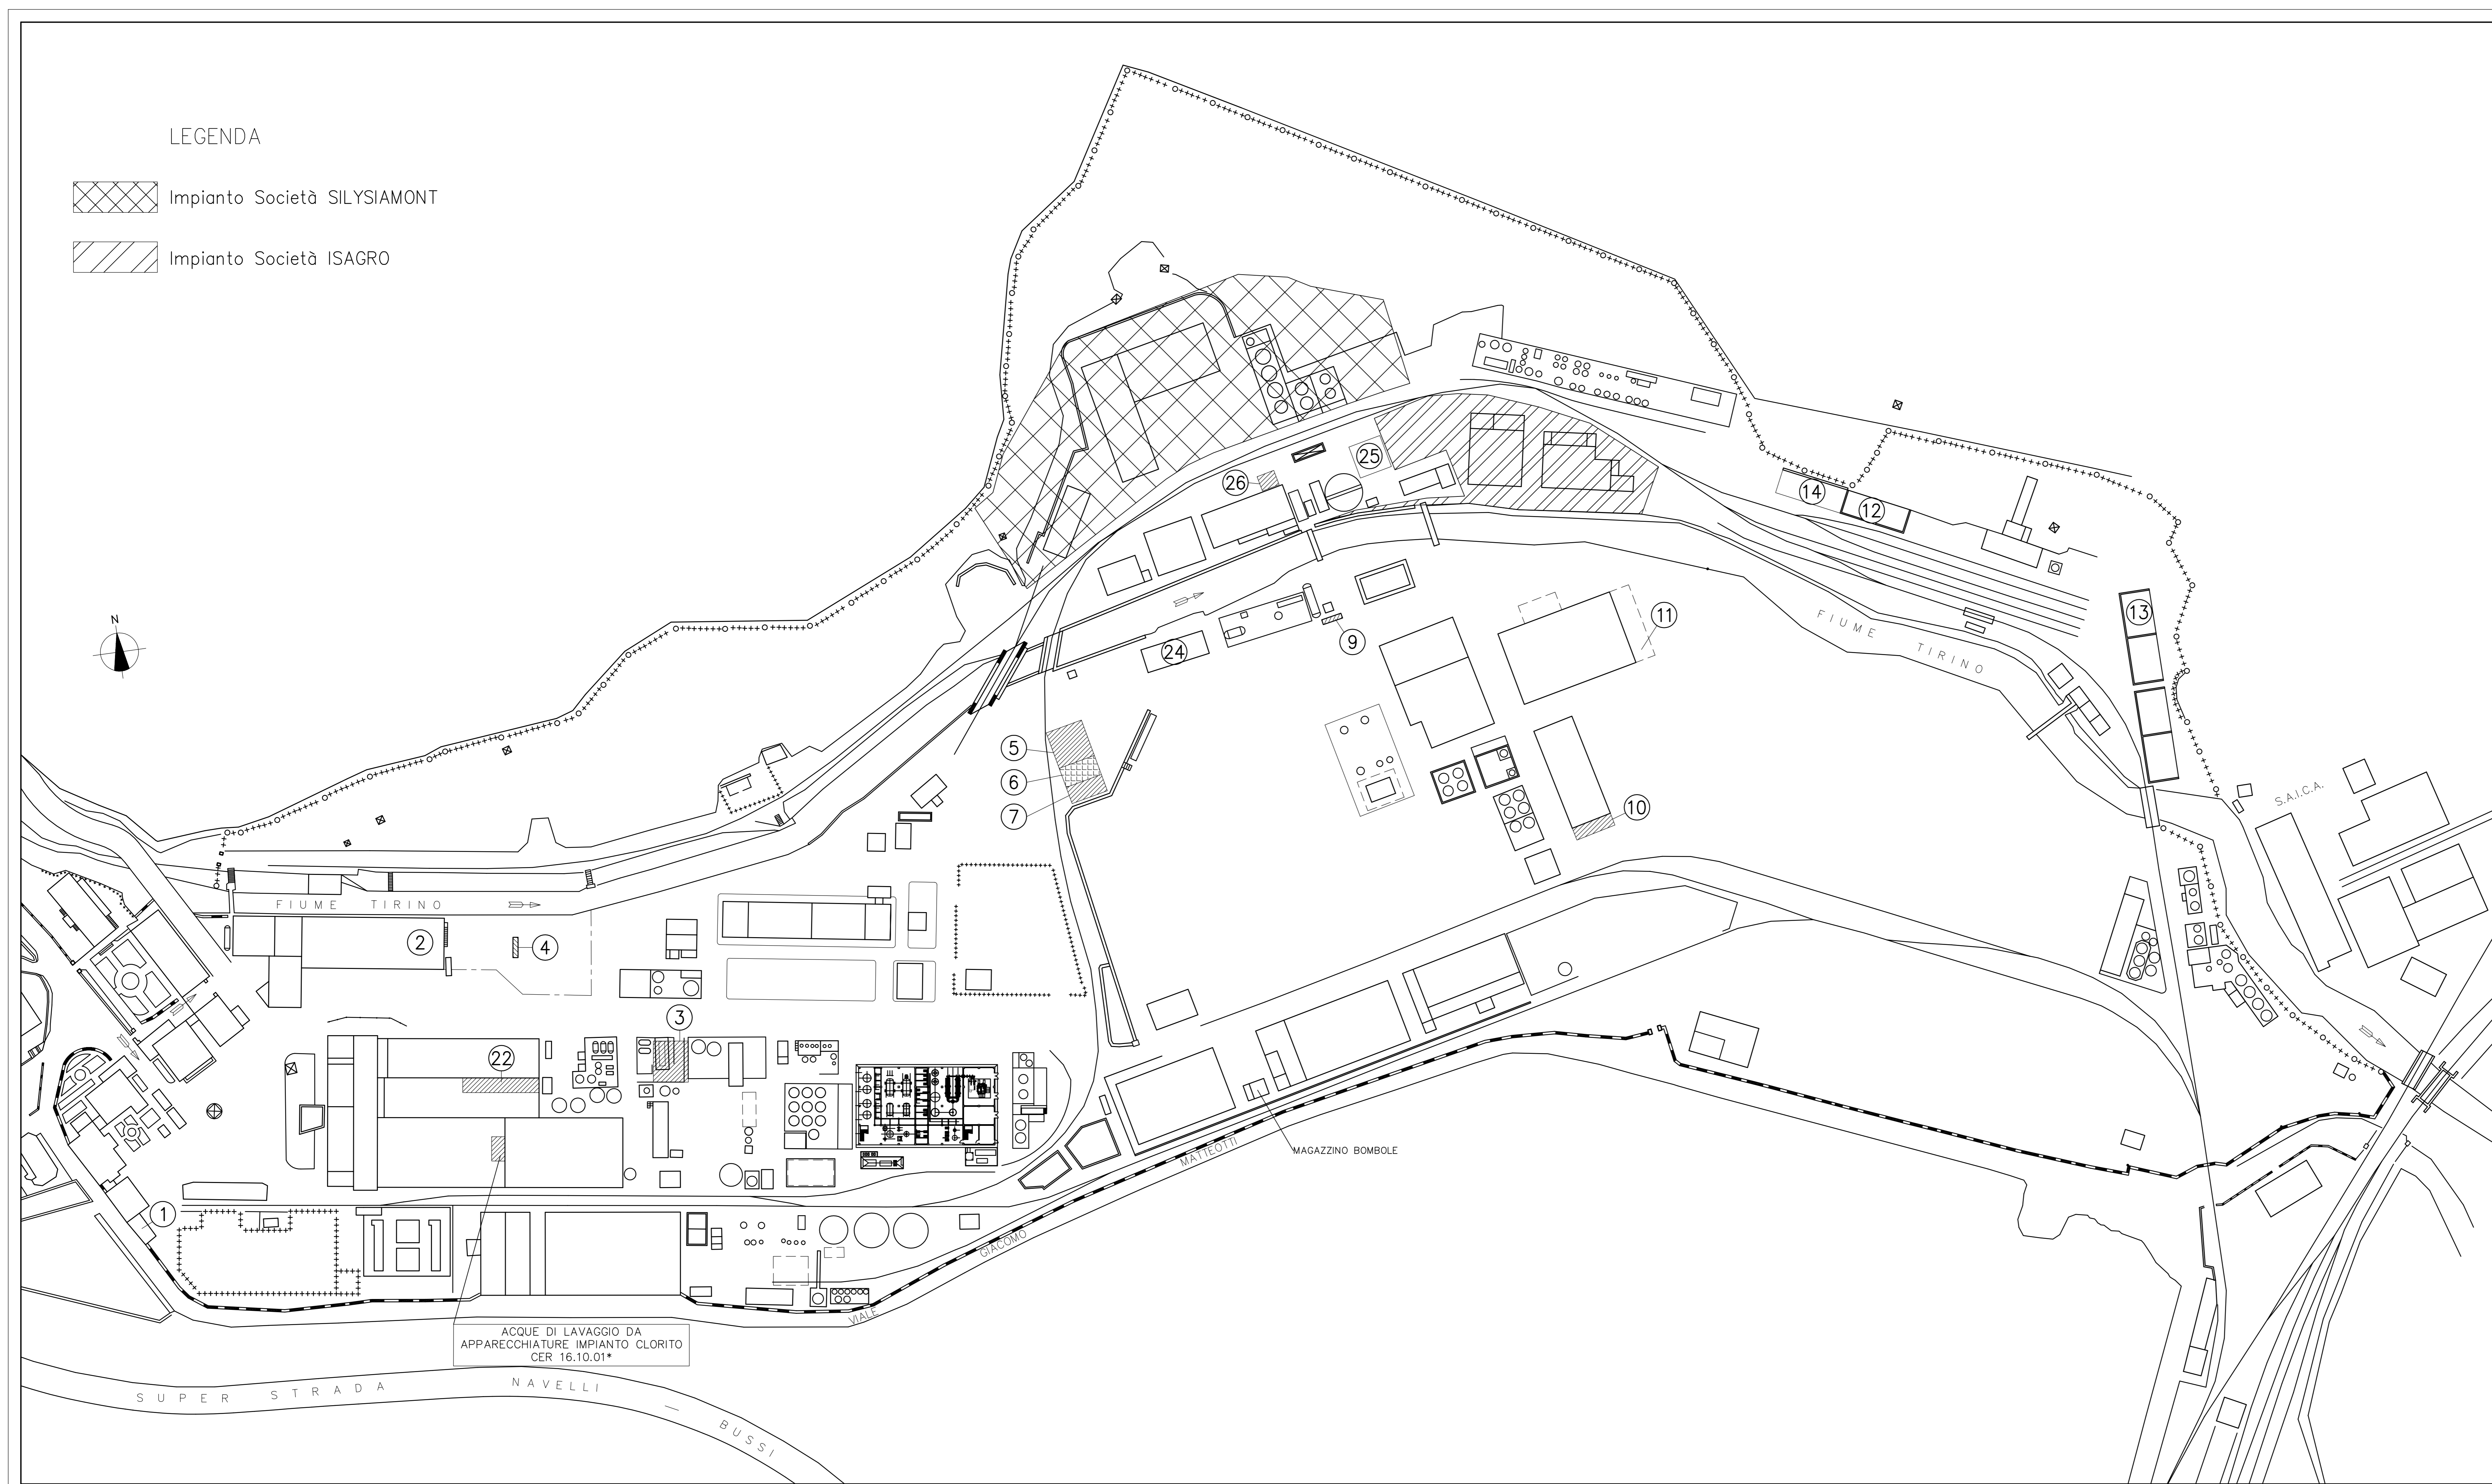 LEGENDA
Impianto Società SILYSIAMONT
Impianto Società ISAGRO
N
25
26
14
12
13
11
9
24
FIUME TIRINO
5
6
7
10
S.A.I.C.A.
FIUME TIRINO
2
4
3
22
MAGAZZINO BOMBOLE
1
VIALE GIACOMO MATTEOTTI
ACQUE DI LAVAGGIO DA
APPARECCHIATURE IMPIANTO CLORITO
CER 16.10.01*
SUPER STRADA NAVELLI — BUSSI